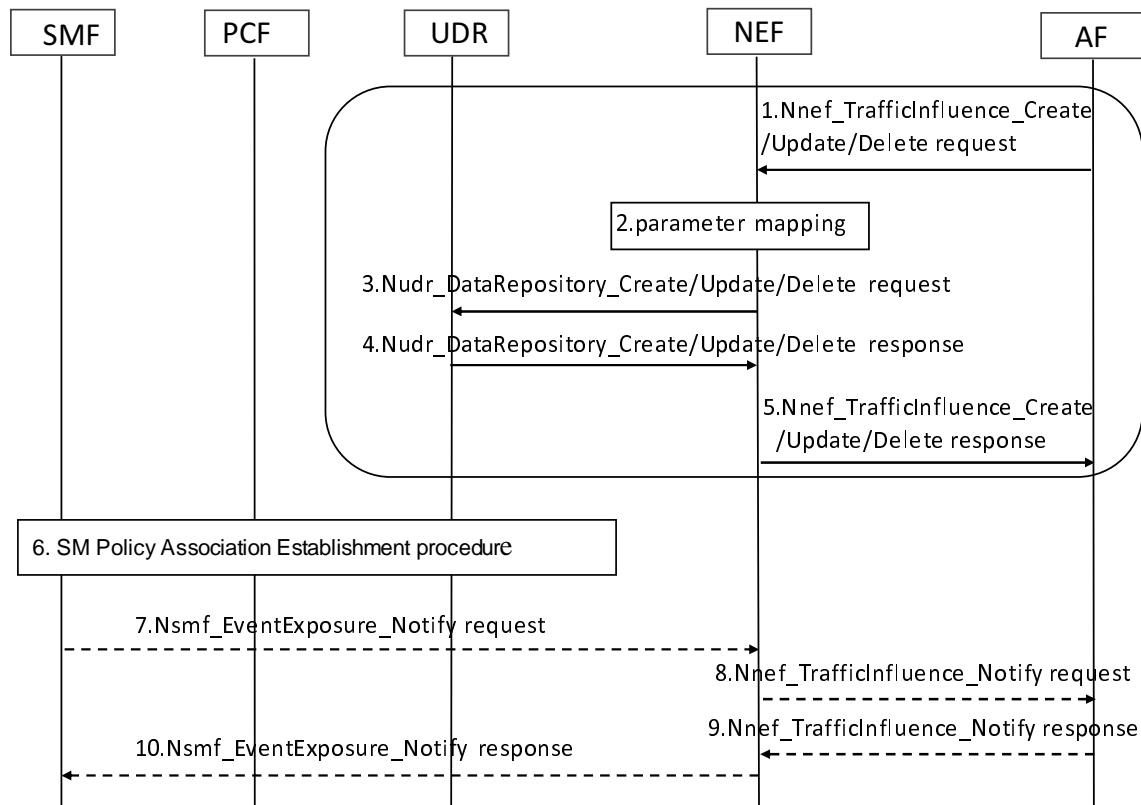 SMF
PCF
UDR
NEF
AF
1.Nnef_TrafficInfluence_Create
/Update/Delete request
2.parameter mapping
3.Nudr_DataRepository_Create/Update/Delete request
4.Nudr_DataRepository_Create/Update/Delete response
5.Nnef_TrafficInfluence_Create
/Update/Delete response
6. SM Policy Association Establishment procedure
7.Nsmf_EventExposure_Notify request
8.Nnef_TrafficInfluence_Notify request
9.Nnef_TrafficInfluence_Notify response
10.Nsmf_EventExposure_Notify response